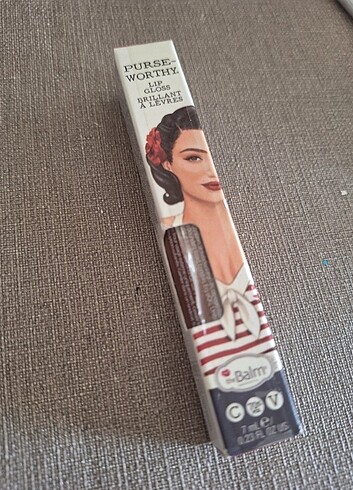 PURSE-
WORTHY.
LIP
GLOSS
BRILLANT
À LÈVRES
theBalm
C
V
7 mL e/
0.23 FL OZ US